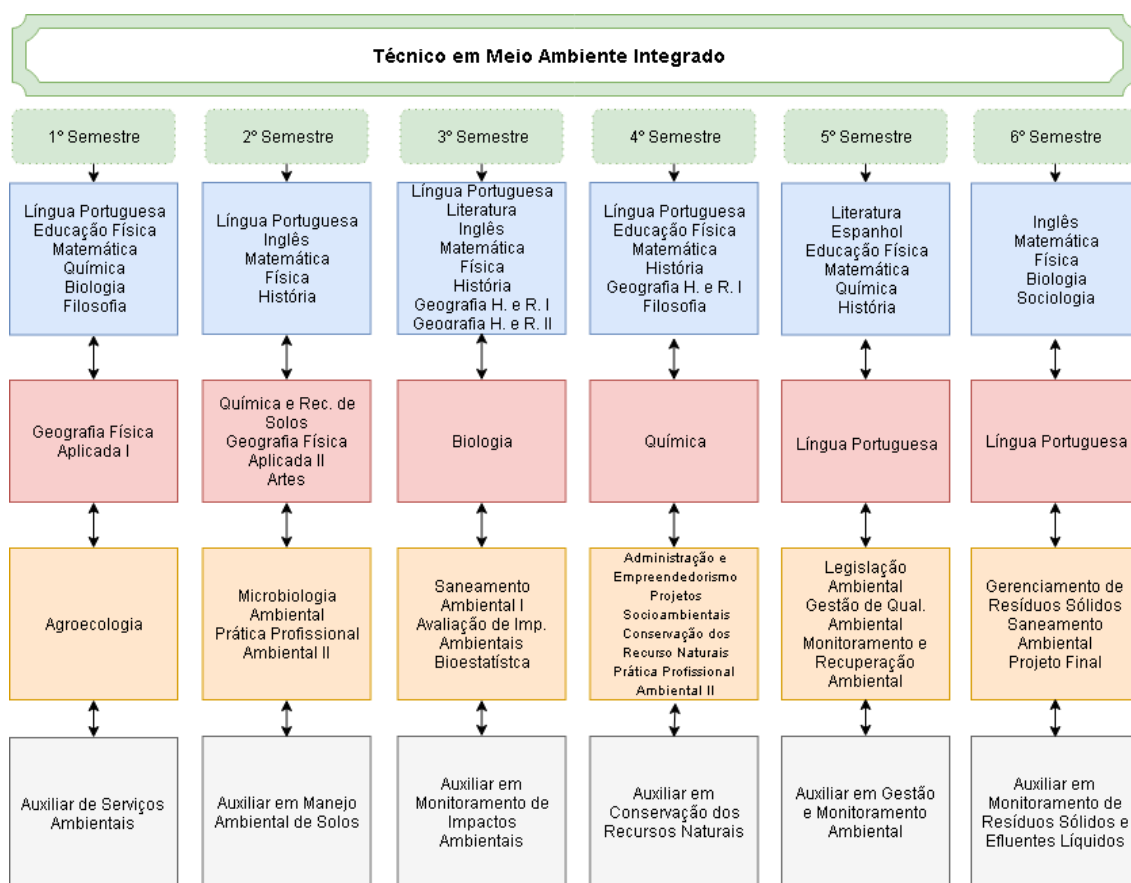 Técnico em Meio Ambiente Integrado
1º Semestre
2º Semestre
3º Semestre
4º Semestre
5º Semestre
6º Semestre
Língua Portuguesa
Educação Física
Matemática
Química
Biologia
Filosofia
Língua Portuguesa
Inglês
Matemática
Física
História
Língua Portuguesa
Literatura
Inglês
Matemática
Física
História
Geografia H. e R. I
Geografia H. e R. II
Língua Portuguesa
Educação Física
Matemática
História
Geografia H. e R. I
Filosofia
Literatura
Espanhol
Educação Física
Matemática
Química
História
Inglês
Matemática
Física
Biologia
Sociologia
Geografia Física
Aplicada I
Química e Rec. de
Solos
Geografia Física
Aplicada II
Artes
Biologia
Química
Língua Portuguesa
Língua Portuguesa
Agroecologia
Microbiologia
Ambiental
Prática Profissional
Ambiental II
Saneamento
Ambiental I
Avaliação de Imp.
Ambientais
Bioestatístca
Administração e
Empreendedorismo
Projetos
Socioambientais
Conservação dos
Recurso Naturais
Prática Profissional
Ambiental II
Legislação
Ambiental
Gestão de Qual.
Ambiental
Monitoramento e
Recuperação
Ambiental
Gerenciamento de
Resíduos Sólidos
Saneamento
Ambiental
Projeto Final
Auxiliar de Serviços
Ambientais
Auxiliar em Manejo
Ambiental de Solos
Auxiliar em
Monitoramento de
Impactos
Ambientais
Auxiliar em
Conservação dos
Recursos Naturais
Auxiliar em Gestão
e Monitoramento
Ambiental
Auxiliar em
Monitoramento de
Resíduos Sólidos e
Efluentes Líquidos